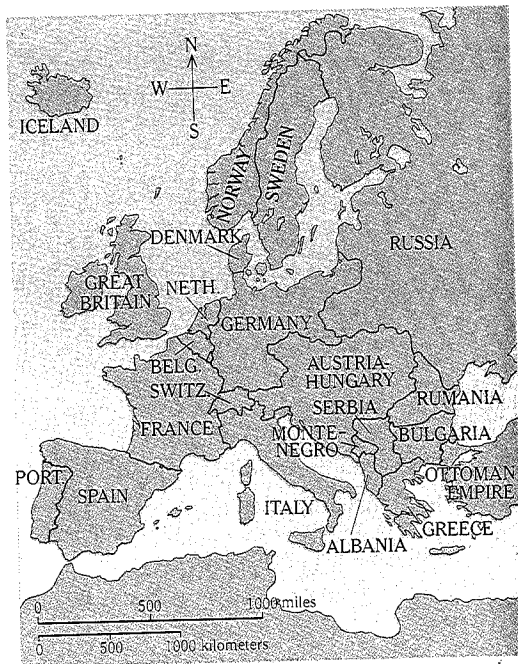 N
W E
S
ICELAND
NORWAY
SWEDEN
DENMARK
RUSSIA
GREAT
BRITAIN
NETH.
GERMANY
BELG.
SWITZ.
AUSTRIA-
HUNGARY
RUMANIA
SERBIA
FRANCE
MONTE-
NEGRO
BULGARIA
PORT.
SPAIN
ITALY
OTTOMAN
EMPIRE
GREECE
ALBANIA
0 500 1000 miles
0 500 1000 kilometers